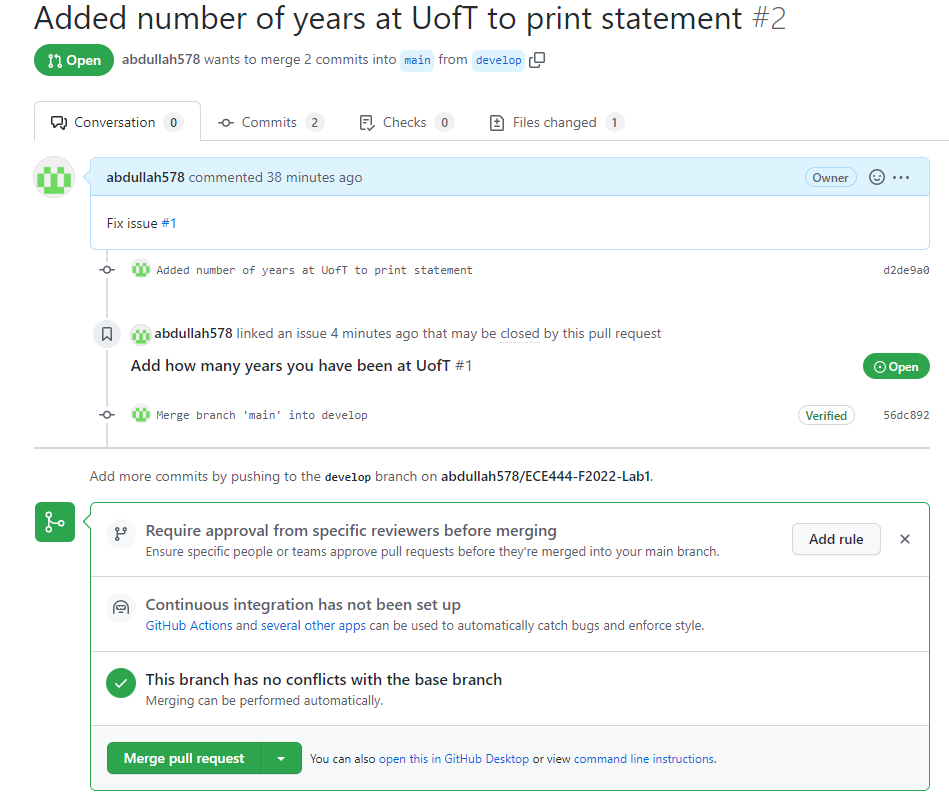 Added number of years at UofT to print statement #2
Open abdullah578 wants to merge 2 commits into main from develop
Conversation 0 Commits 2 Checks 0 Files changed 1
abdullah578 commented 38 minutes ago Owner ...
Fix issue #1
Added number of years at UofT to print statement d2de9a0
abdullah578 linked an issue 4 minutes ago that may be closed by this pull request
Add how many years you have been at UofT #1 Open
Merge branch 'main' into develop Verified 56dc892
Add more commits by pushing to the develop branch on abdullah578/ECE444-F2022-Lab1.
Require approval from specific reviewers before merging
Ensure specific people or teams approve pull requests before they're merged into your main branch.
Add rule
Continuous integration has not been set up
GitHub Actions and several other apps can be used to automatically catch bugs and enforce style.
This branch has no conflicts with the base branch
Merging can be performed automatically.
Merge pull request You can also open this in GitHub Desktop or view command line instructions.